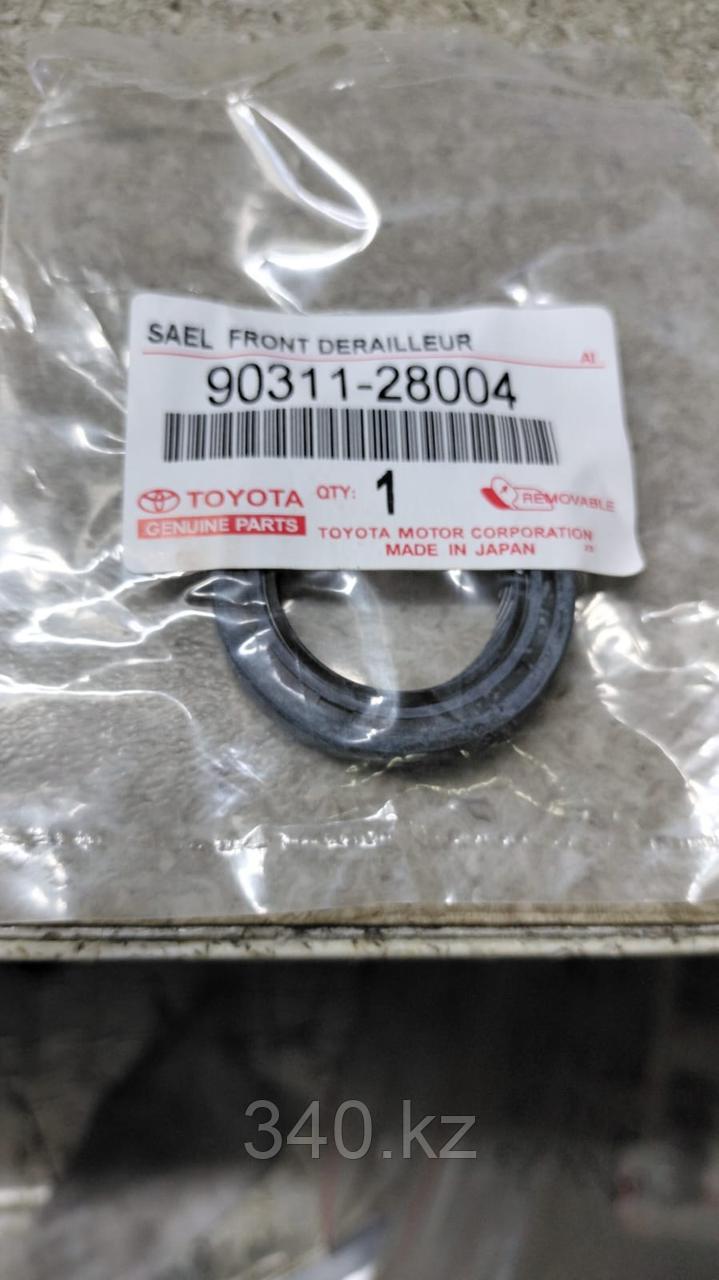 SAEL FRONT DERAILLEUR
AI
90311-28004
TOYOTA QTY: 1 REMOVABLE
GENUINE PARTS TOYOTA MOTOR CORPORATION
MADE IN JAPAN
340.kz